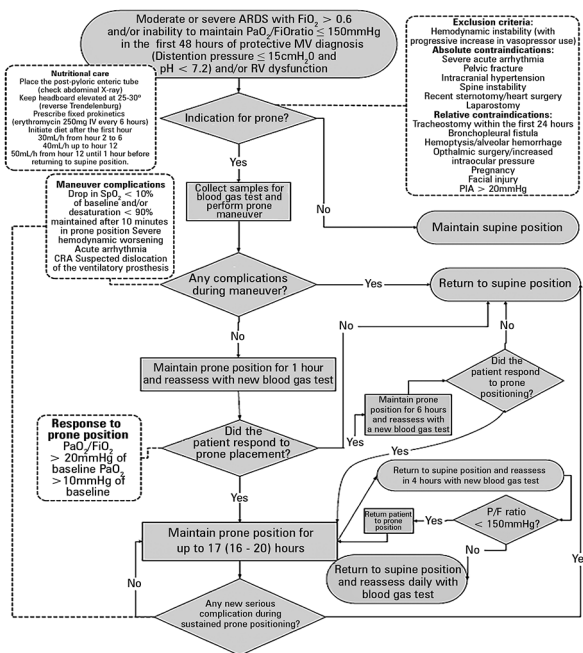 Moderate or severe ARDS with FiO2 > 0.6
and/or inability to maintain PaO2/FiOratio ≤ 150mmHg
in the first 48 hours of protective MV diagnosis
(Distention pressure ≤ 15cmH20 and
pH < 7.2) and/or RV dysfunction
Exclusion criteria:
Hemodynamic instability (with
progressive increase in vasopressor use)
Absolute contraindications:
Severe acute arrhythmia
Pelvic fracture
Intracranial hypertension
Spine instability
Recent sternotomy/heart surgery
Laparostomy
Relative contraindications:
Tracheostomy within the first 24 hours
Bronchopleural fistula
Hemoptysis/alveolar hemorrhage
Opthalmic surgery/increased
intraocular pressure
Pregnancy
Facial injury
PIA > 20mmHg
Nutritional care
Place the post-pyloric enteric tube
(check abdominal X-ray)
Keep headboard elevated at 25-30º
(reverse Trendelenburg)
Prescribe fixed prokinetics
(erythromycin 250mg IV every 6 hours)
Initiate diet after the first hour
30mL/h from hour 2 to 6
40mL/h up to hour 12
50mL/h from hour 12 until 1 hour before
returning to supine position.
Indication for prone?
Yes
No
Collect samples for
blood gas test and
perform prone
maneuver
Maintain supine position
Maneuver complications
Drop in SpO2 < 10%
of baseline and/or
desaturation < 90%
maintained after 10 minutes
in prone position Severe
hemodynamic worsening
Acute arrhythmia
CRA Suspected dislocation
of the ventilatory prosthesis
Any complications
during maneuver?
Yes
Return to supine position
No
No
No
Maintain prone position for 1 hour
and reassess with new blood gas test
Did the
patient respond
to prone
positioning?
Maintain prone
position for 6 hours
and reassess with
a new blood gas test
Response to
prone position
PaO2/FiO2
> 20mmHg of
baseline PaO2
>10mmHg of
baseline
Did the
patient respond to
prone placement?
Yes
Yes
Yes
Return to supine position and reassess
in 4 hours with new blood gas test
P/F ratio
< 150mmHg?
Yes
Return patient
to prone
position
Maintain prone position for
up to 17 (16 - 20) hours
No
Return to supine position
and reassess daily with
blood gas test
Ye
No
Any new serious
complication during
sustained prone positioning?